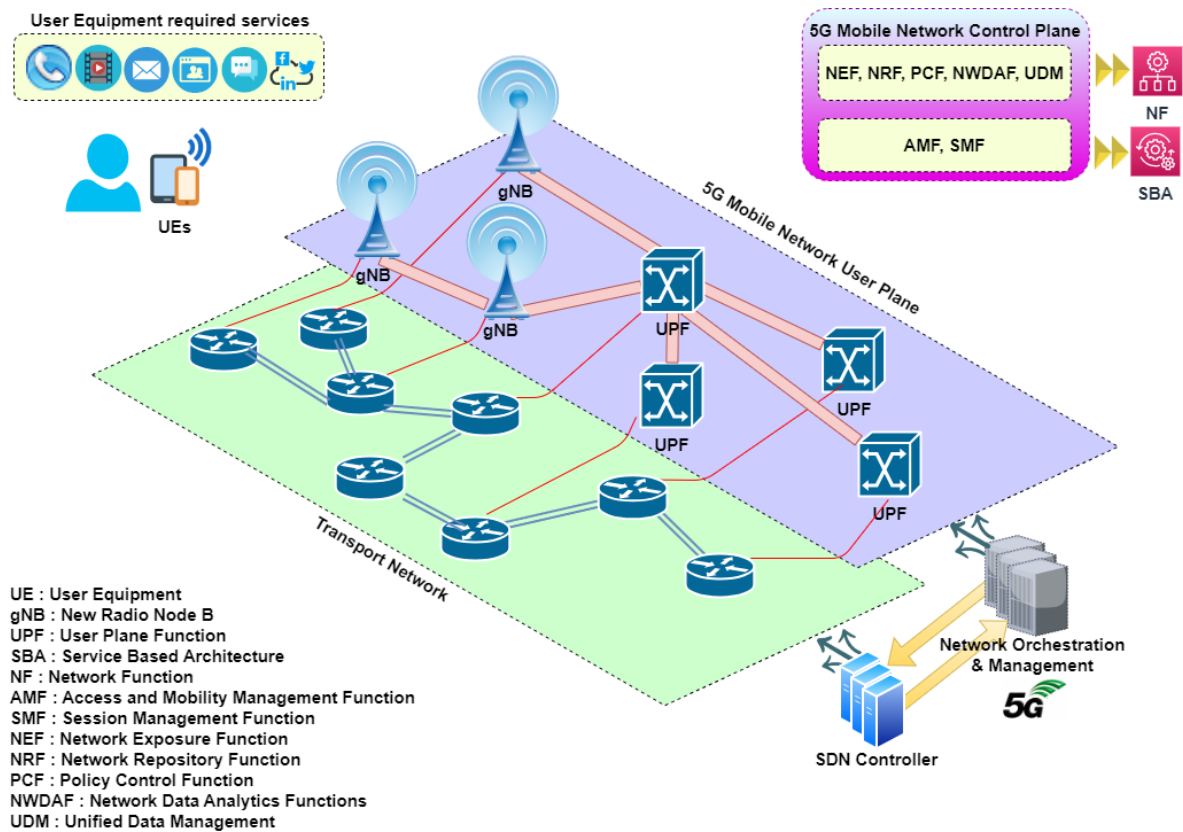 User Equipment required services
5G Mobile Network Control Plane
NEF, NRF, PCF, NWDAF, UDM
NF
AMF, SMF
SBA
UEs
gNB
gNB
gNB
5G Mobile Network User Plane
UPF
UPF
UPF
UPF
Transport Network
Network Orchestration
& Management
5G
SDN Controller
UE : User Equipment
gNB : New Radio Node B
UPF : User Plane Function
SBA : Service Based Architecture
NF : Network Function
AMF : Access and Mobility Management Function
SMF : Session Management Function
NEF : Network Exposure Function
NRF : Network Repository Function
PCF : Policy Control Function
NWDAF : Network Data Analytics Functions
UDM : Unified Data Management